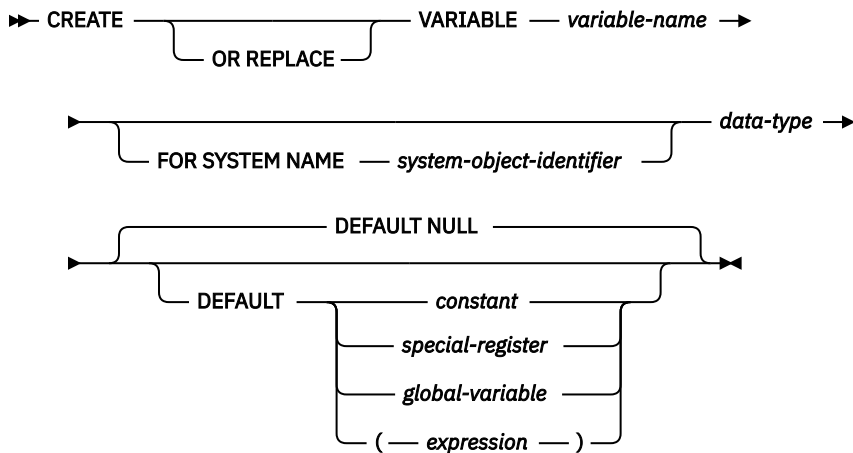 CREATE VARIABLE variable-name
OR REPLACE
data-type
FOR SYSTEM NAME system-object-identifier
DEFAULT NULL
DEFAULT constant
special-register
global-variable
( expression )